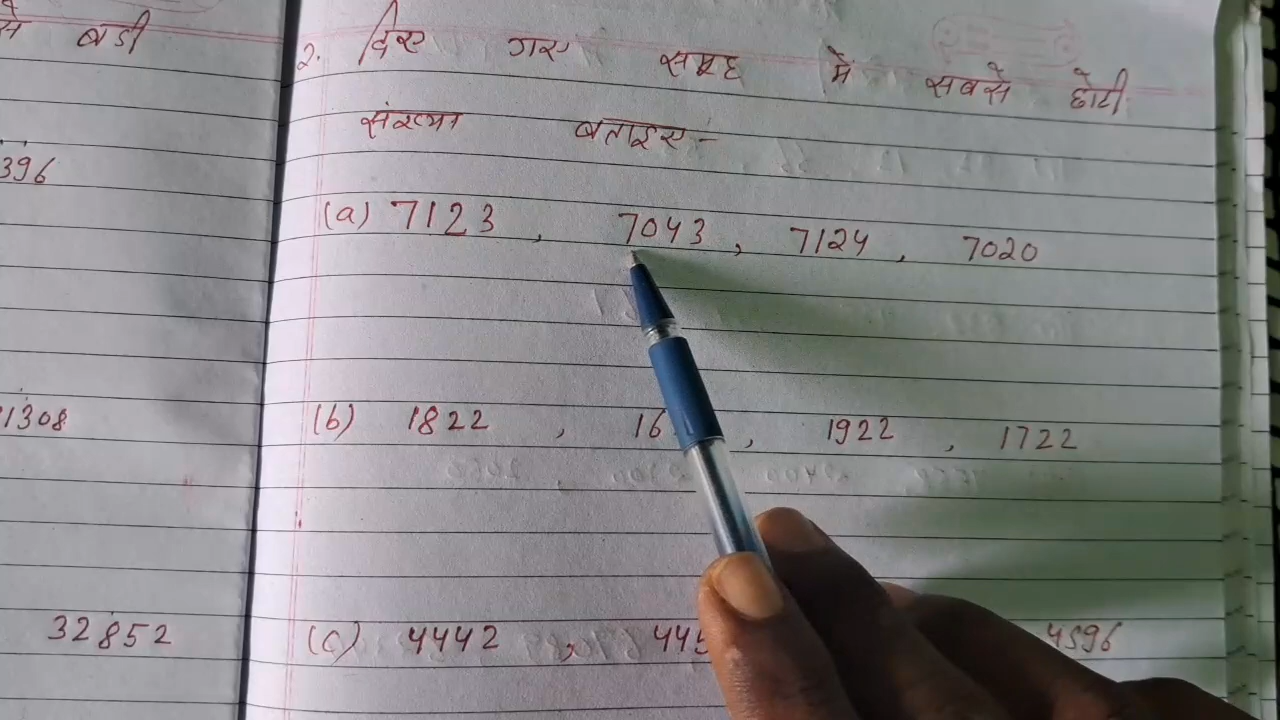 से बडी
396
1308
32852
2. दिए गए समूह में सबसे छोटी
संख्या बताइए-
(a) 7123 , 7043 , 7124 , 7020
(b) 1822 , 16 , 1922 , 1722
(c) 4442 , 445 4596